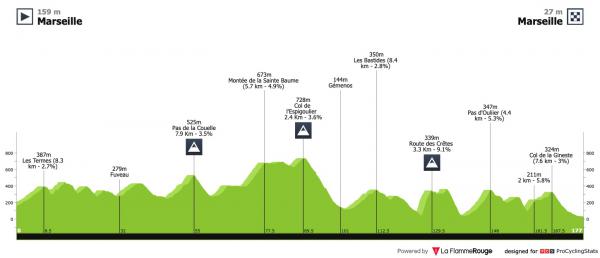 159 m
Marseille
27 m
Marseille
387m
Les Termes (8.3
km - 2.7%)
279m
Fuveau
525m
Pas de la Couelle
7.9 Km - 3.5%
673m
Montée de la Sainte Baume
(5.7 km - 4.9%)
728m
Col de
l'Espigoulier
2.4 Km - 3.6%
144m
Gémenos
350m
Les Bastides (8.4
km - 2.8%)
339m
Route des Crêtes
3.3 Km - 9.1%
347m
Pas d'Ouilier (4.4
km - 5.3%)
211m
2 km - 5.8%
324m
Col de la Gineste
(7.6 km - 3%)
800
600
400
200
0
800
600
400
200
0
0
8.5
31
55
77.5
89.5
101.5
112.5
129.5
148
161.5
167.5
177
Powered by La FlammeRouge
designed for PCS ProCyclingStats